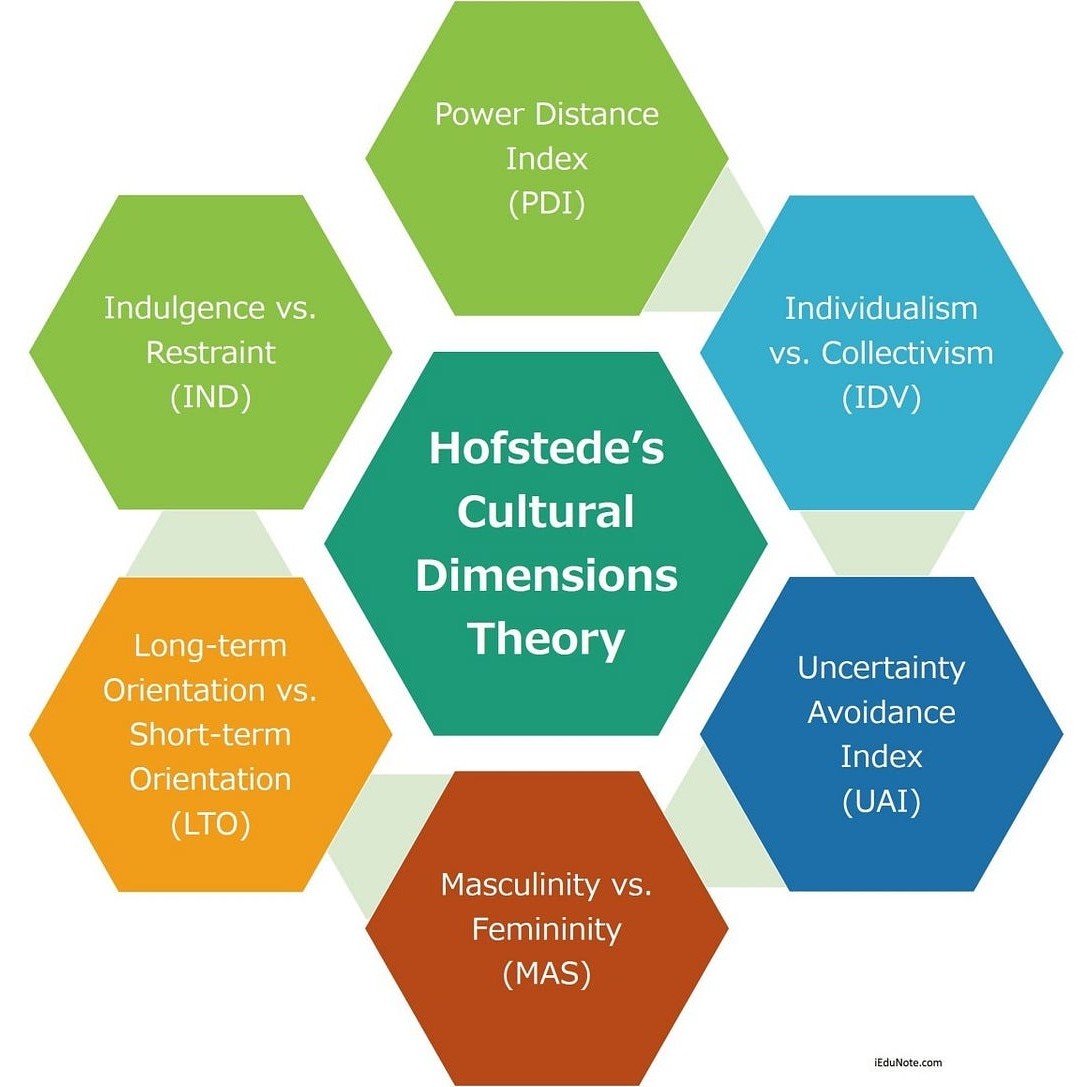 Power Distance
Index
(PDI)
Individualism
vs. Collectivism
(IDV)
Uncertainty
Avoidance
Index
(UAI)
Masculinity vs.
Femininity
(MAS)
Long-term
Orientation vs.
Short-term
Orientation
(LTO)
Indulgence vs.
Restraint
(IND)
Hofstede’s
Cultural
Dimensions
Theory
iEduNote.com